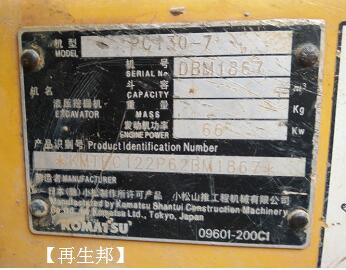 机型 MODEL PC130-7
机号 SERIAL No DBM1867
斗容 CAPACITY m³
液压挖掘机 EXCAVATOR
重量 MASS Kg
发动机功率 ENGINE POWER 66 Kw
产品识别号 Product Identification Number
*KMTPC122P62BM1867*
制造者 MANUFACTURER
日本(株)小松制作所许可产品 小松山推工程机械有限公司
Manufactured by Komatsu Shantui Construction Machinery
Co. Komatsu Ltd., Tokyo, Japan
KOMATSU 09601-200C1
【再生邦】